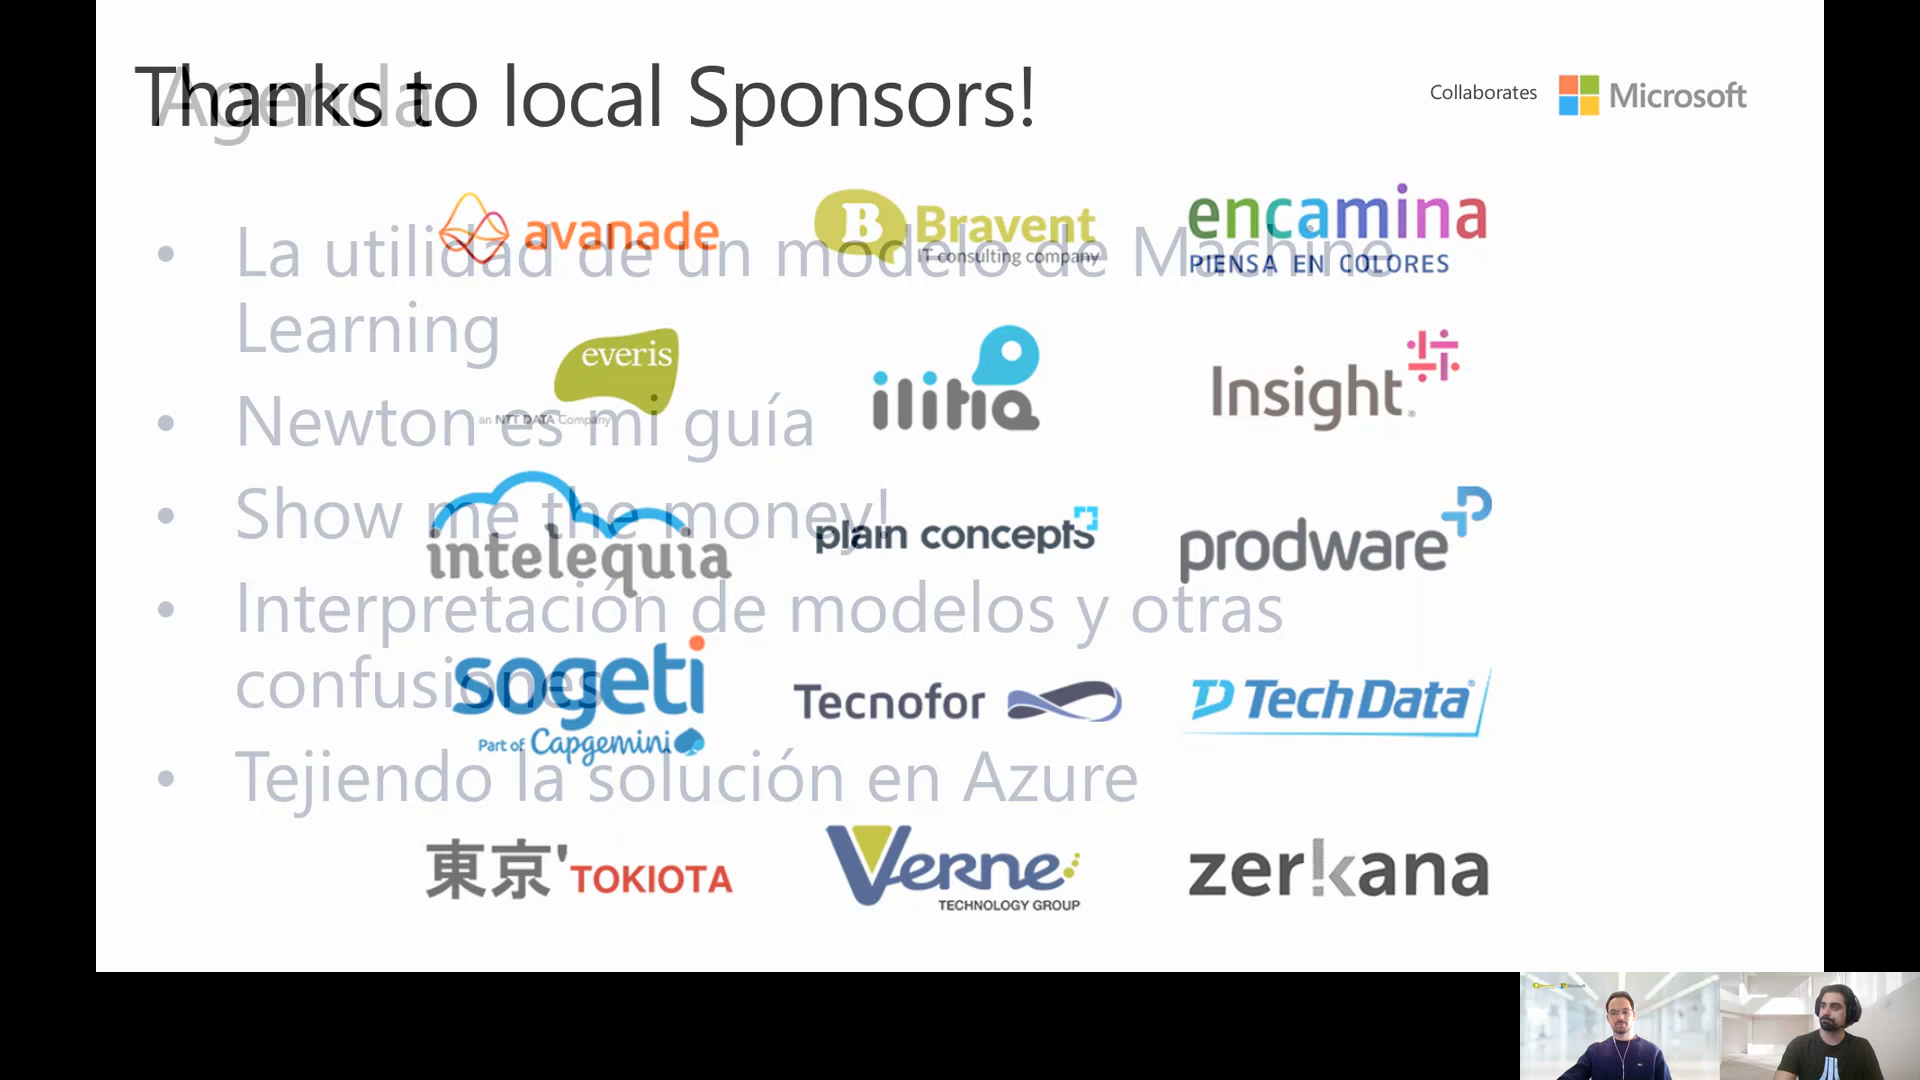 Thanks to local Sponsors!
Agenda
Collaborates Microsoft
avanade
B Bravent
IT consulting company
encamina
PIENSA EN COLORES
• La utilidad de un modelo de Machine
Learning
everis
an NTT DATA Company
ilitia
Insight
• Newton es mi guía
• Show me the money!
intelequia
plain concepts
prodware
• Interpretación de modelos y otras
confusiones
sogeti
Part of Capgemini
Tecnofor
TechData
• Tejiendo la solución en Azure
東京'TOKIOTA
Verne
TECHNOLOGY GROUP
zer!kana